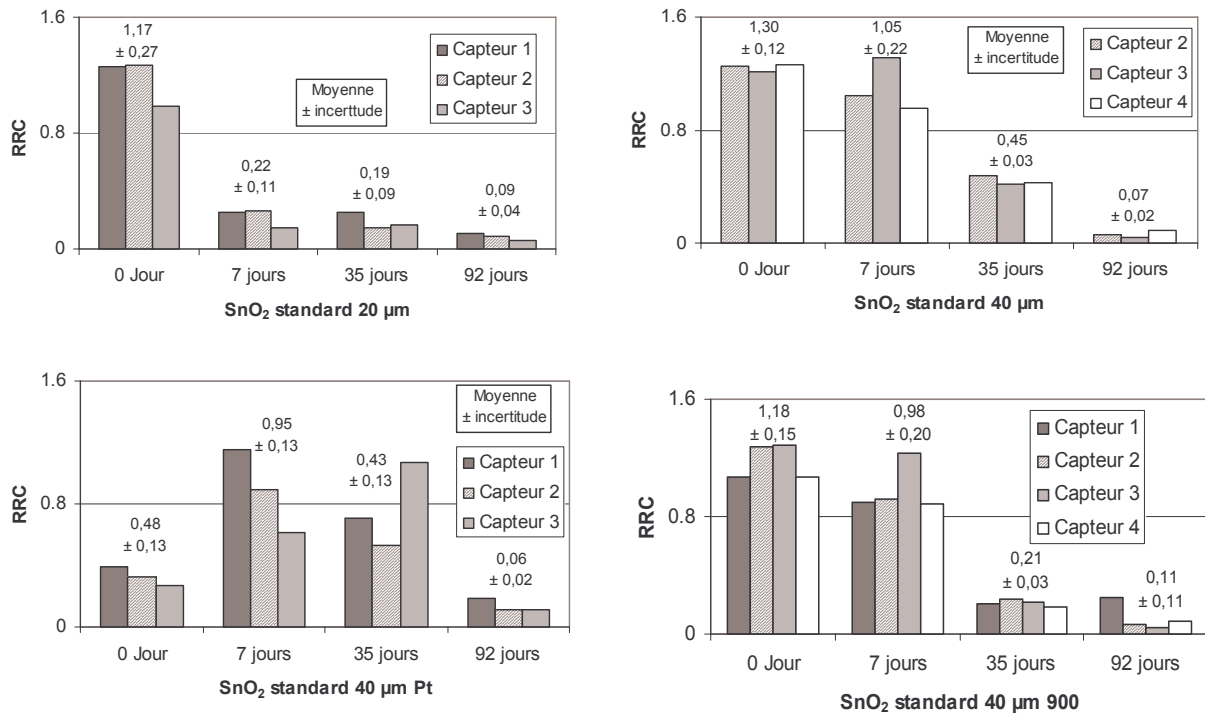 1.6
0.8
0
RRC
1,17
± 0,27
0,22
± 0,11
0,19
± 0,09
0,09
± 0,04
Moyenne
± incerttude
Capteur 1
Capteur 2
Capteur 3
0 Jour
7 jours
35 jours
92 jours
SnO2 standard 20 µm
1.6
0.8
0
RRC
1,30
± 0,12
1,05
± 0,22
0,45
± 0,03
0,07
± 0,02
Moyenne
± incertitude
Capteur 2
Capteur 3
Capteur 4
0 Jour
7 jours
35 jours
92 jours
SnO2 standard 40 µm
1.6
0.8
0
RRC
0,48
± 0,13
0,95
± 0,13
0,43
± 0,13
0,06
± 0,02
Moyenne
± incertitude
Capteur 1
Capteur 2
Capteur 3
0 Jour
7 jours
35 jours
92 jours
SnO2 standard 40 µm Pt
1.6
0.8
0
RRC
1,18
± 0,15
0,98
± 0,20
0,21
± 0,03
0,11
± 0,11
Moyenne
± incertitude
Capteur 1
Capteur 2
Capteur 3
Capteur 4
0 Jour
7 jours
35 jours
92 jours
SnO2 standard 40 µm 900